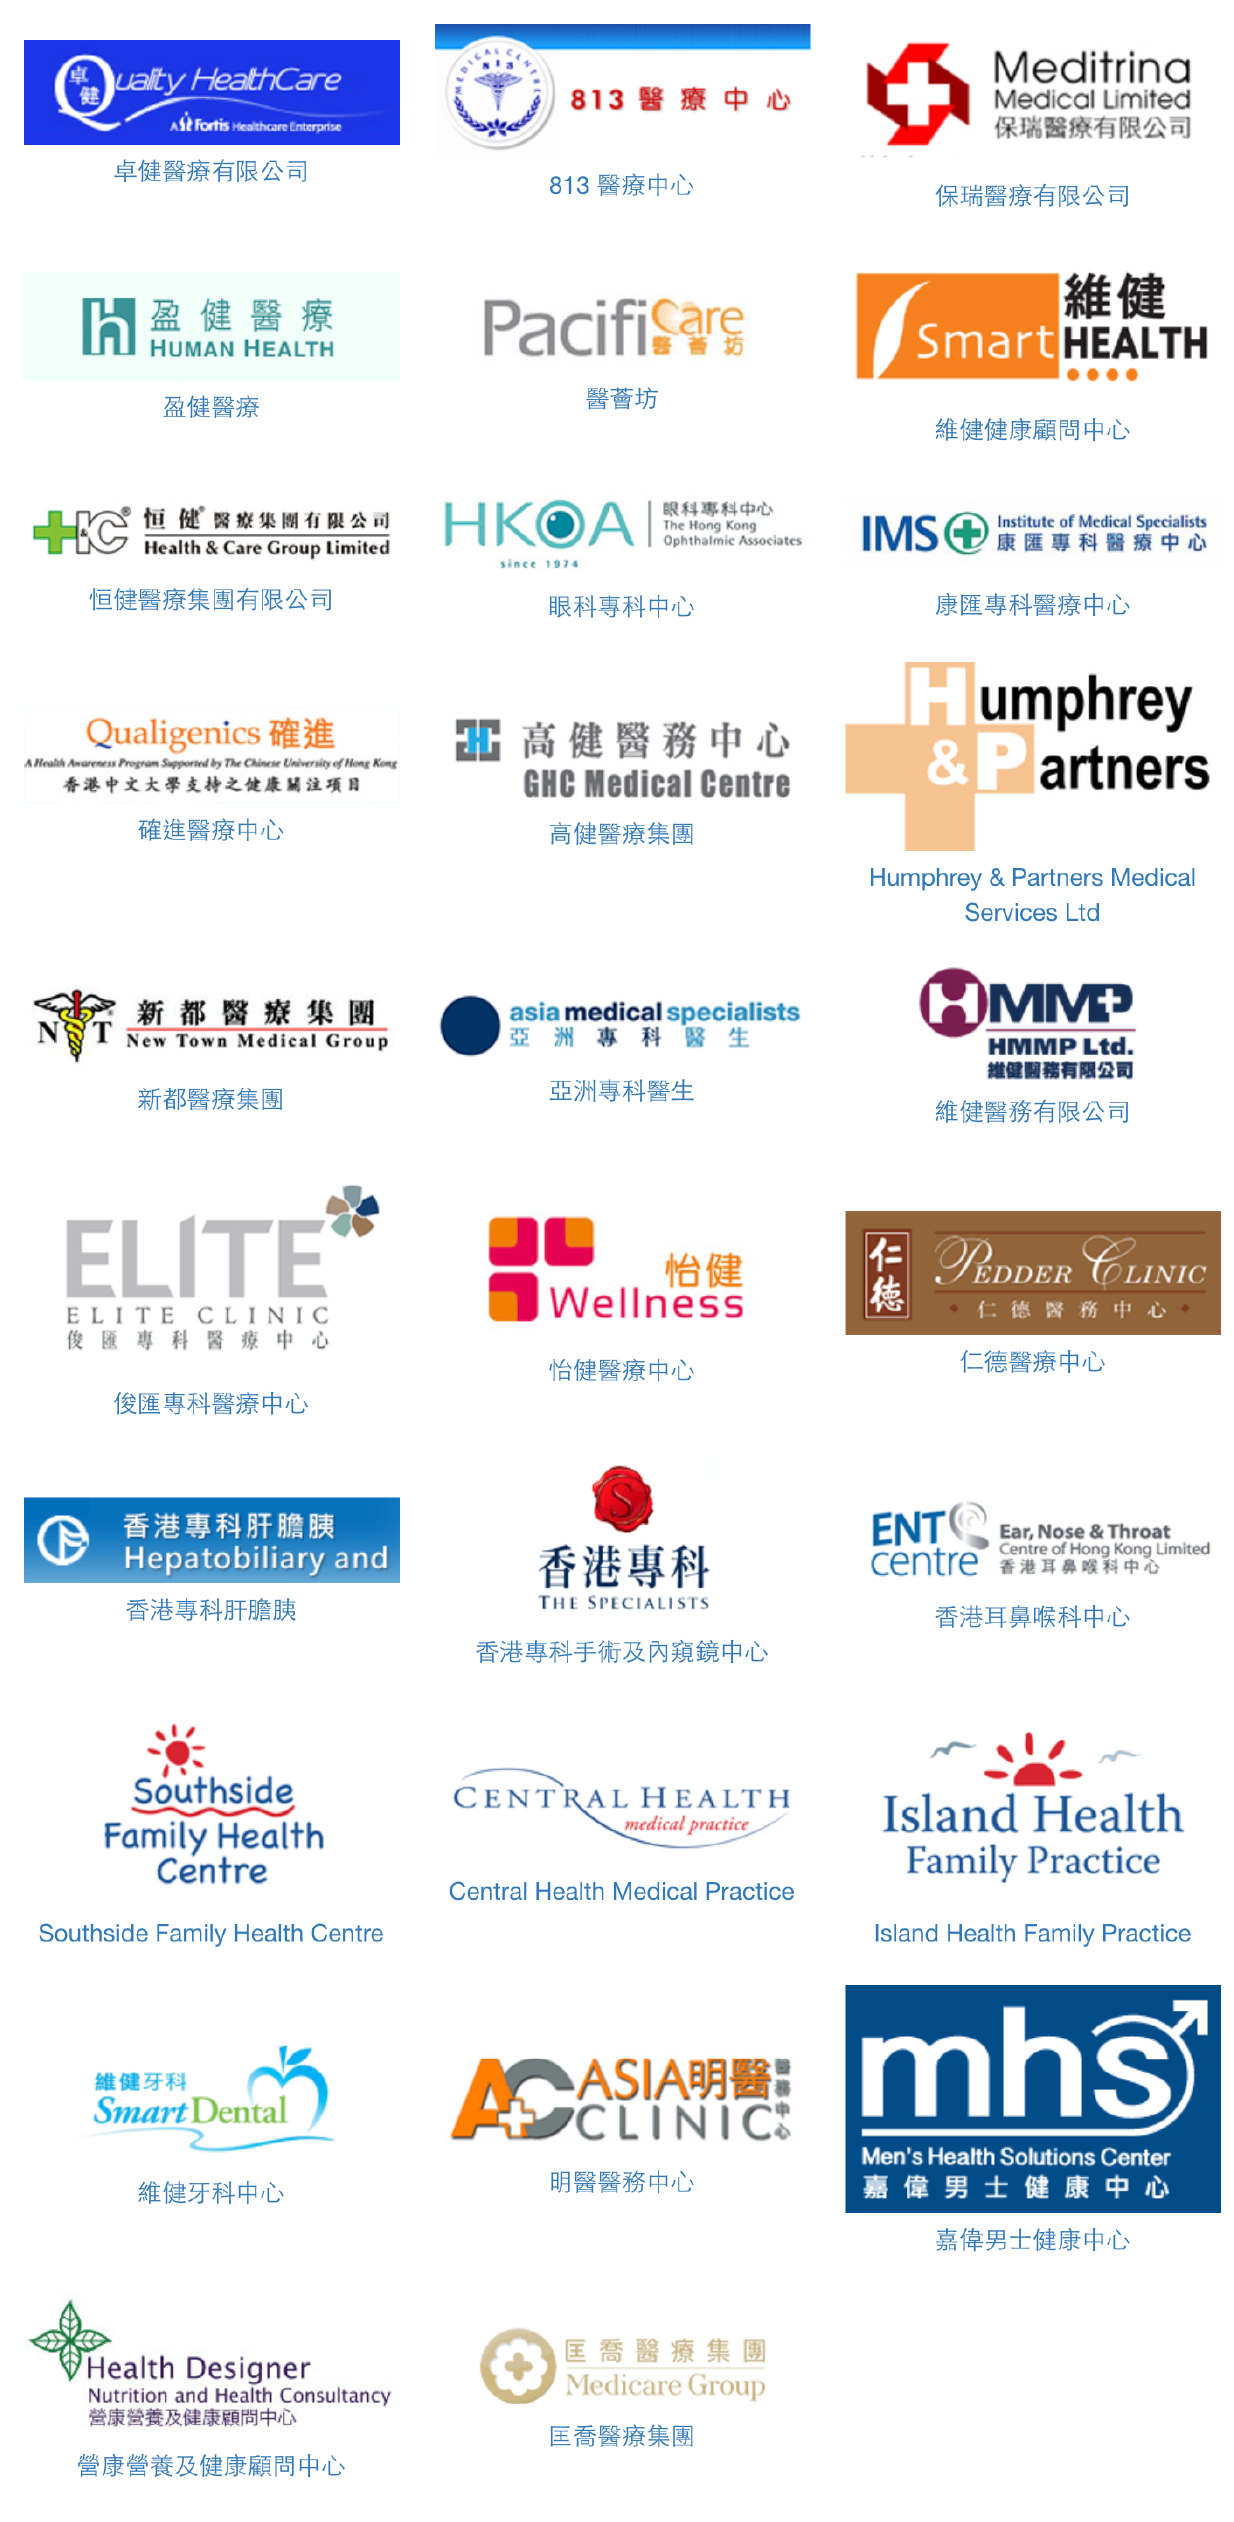 卓健 Quality HealthCare
A Fortis Healthcare Enterprise
卓健醫療有限公司
MEDICAL CENTRE
813
813 醫療中心
813 醫療中心
Meditrina
Medical Limited
保瑞醫療有限公司
保瑞醫療有限公司
盈健醫療
HUMAN HEALTH
盈健醫療
PacifiCare
醫薈坊
醫薈坊
維健
Smart HEALTH
維健健康顧問中心
H&C® 恒健® 醫療集團有限公司
Health & Care Group Limited
恒健醫療集團有限公司
HKOA
眼科專科中心
The Hong Kong
Ophthalmic Associates
since 1974
眼科專科中心
IMS
Institute of Medical Specialists
康匯專科醫療中心
康匯專科醫療中心
Qualigenics 確進
A Health Awareness Program Supported by The Chinese University of Hong Kong
香港中文大學支持之健康關注項目
確進醫療中心
高健醫務中心
GHC Medical Centre
高健醫療集團
Humphrey
& Partners
Humphrey & Partners Medical
Services Ltd
NT 新都醫療集團
New Town Medical Group
新都醫療集團
asia medical specialists
亞洲專科醫生
亞洲專科醫生
HMMP
HMMP Ltd.
維健醫務有限公司
維健醫務有限公司
ELITE
ELITE CLINIC
俊匯專科醫療中心
俊匯專科醫療中心
怡健
Wellness
怡健醫療中心
仁德 PEDDER CLINIC
仁德醫務中心
仁德醫療中心
香港專科肝膽胰
Hepatobiliary and
香港專科肝膽胰
S
香港專科
THE SPECIALISTS
香港專科手術及內窺鏡中心
ENT
centre
Ear, Nose & Throat
Centre of Hong Kong Limited
香港耳鼻喉科中心
香港耳鼻喉科中心
Southside
Family Health
Centre
Southside Family Health Centre
CENTRAL HEALTH
medical practice
Central Health Medical Practice
Island Health
Family Practice
Island Health Family Practice
維健牙科
Smart Dental
維健牙科中心
AC ASIA明醫醫務中心
CLINIC
明醫醫務中心
mhs
Men's Health Solutions Center
嘉偉男士健康中心
嘉偉男士健康中心
Health Designer
Nutrition and Health Consultancy
營康營養及健康顧問中心
營康營養及健康顧問中心
匡喬醫療集團
Medicare Group
匡喬醫療集團